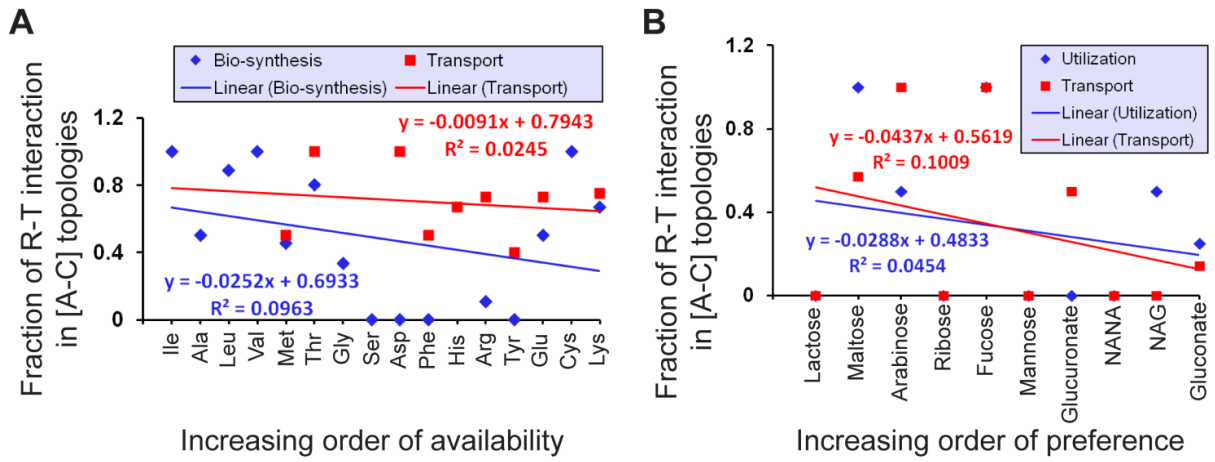 A
Bio-synthesis
Transport
Linear (Bio-synthesis)
Linear (Transport)
Fraction of R-T interaction
in [A-C] topologies
1.2
0.8
0.4
0
y = -0.0091x + 0.7943
R² = 0.0245
y = -0.0252x + 0.6933
R² = 0.0963
Ile
Ala
Leu
Val
Met
Thr
Gly
Ser
Asp
Phe
His
Arg
Tyr
Glu
Cys
Lys
Increasing order of availability
B
Utilization
Transport
Linear (Utilization)
Linear (Transport)
Fraction of R-T interaction
in [A-C] topologies
1.2
0.8
0.4
0
y = -0.0437x + 0.5619
R² = 0.1009
y = -0.0288x + 0.4833
R² = 0.0454
Lactose
Maltose
Arabinose
Ribose
Fucose
Mannose
Glucuronate
NANA
NAG
Gluconate
Increasing order of preference